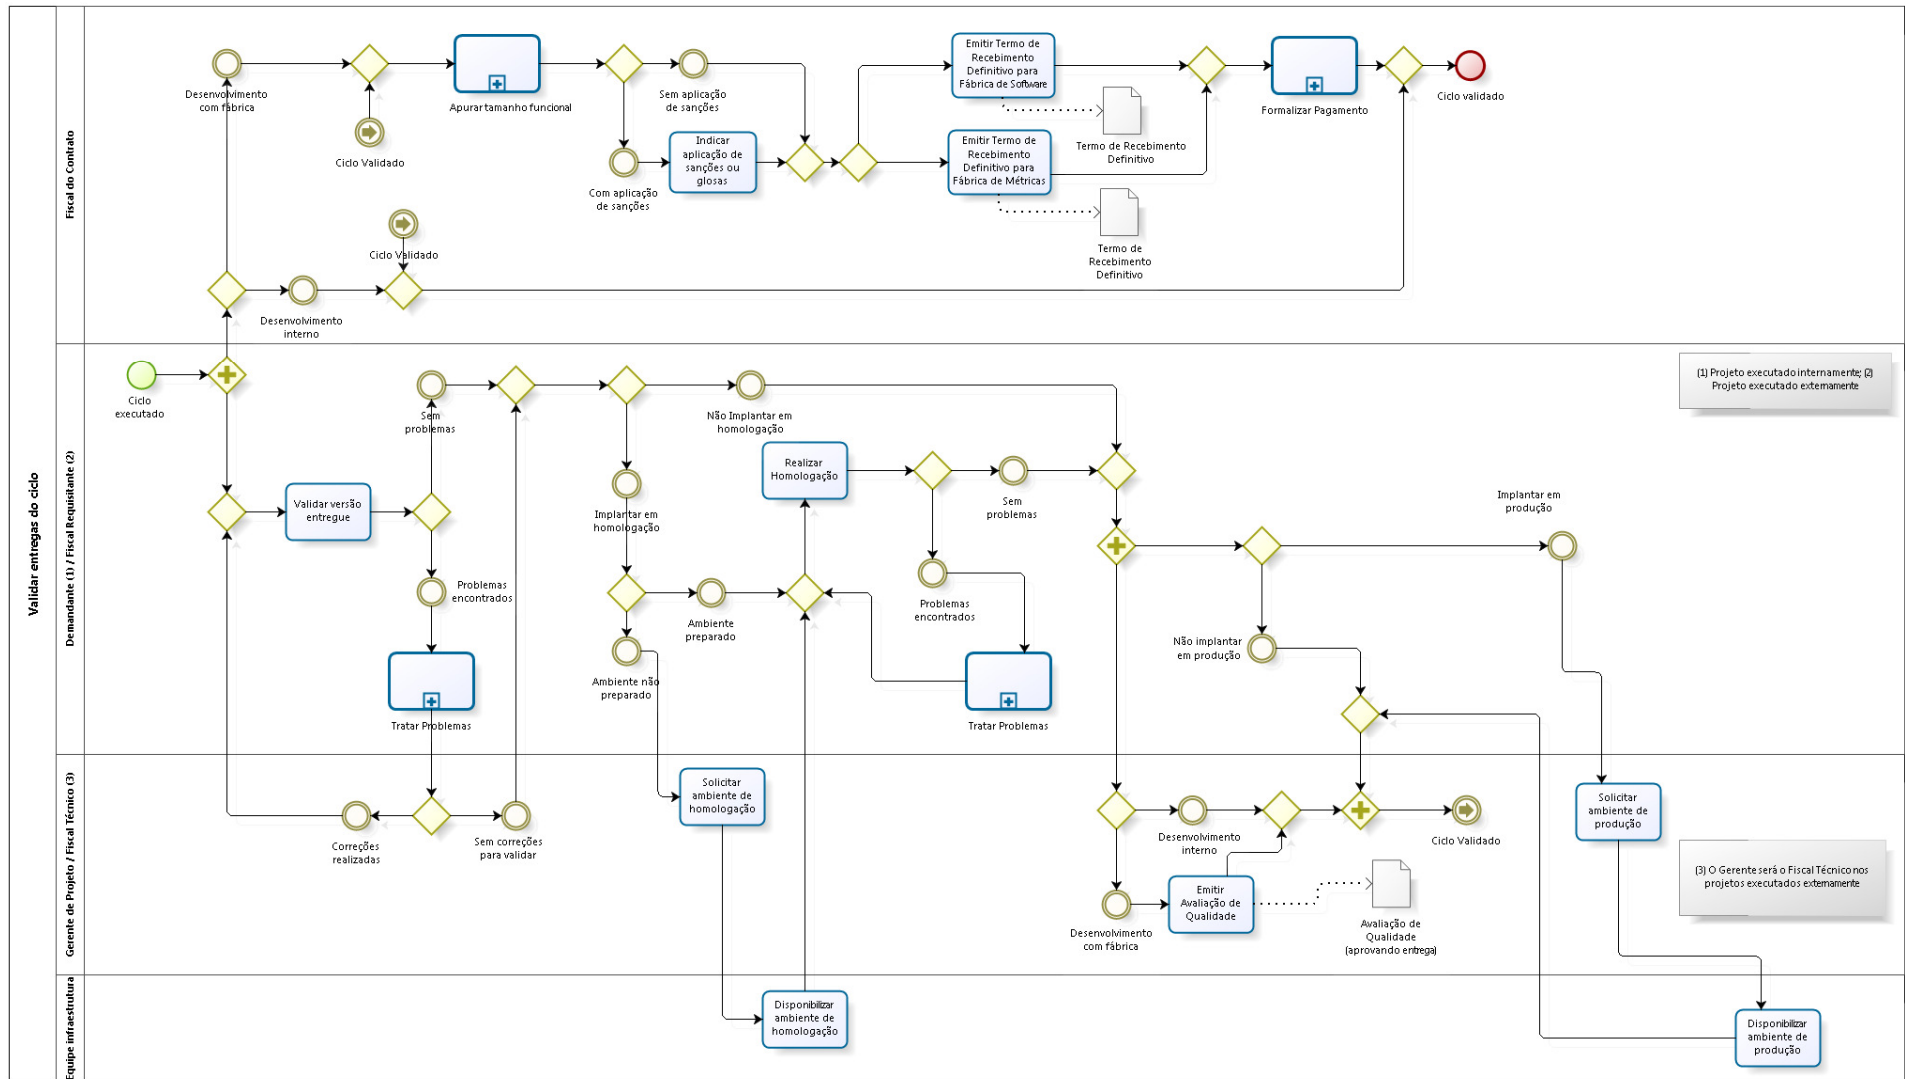 Validar entregas do ciclo
Fiscal do Contrato
Desenvolvimento
com fábrica
Ciclo Validado
Apurar tamanho funcional
Sem aplicação
de sanções
Com aplicação
de sanções
Indicar
aplicação de
sanções ou
glosas
Emitir Termo de
Recebimento
Definitivo para
Fábrica de Software
Termo de Recebimento
Definitivo
Emitir Termo de
Recebimento
Definitivo para
Fábrica de Métricas
Termo de
Recebimento
Definitivo
Formalizar Pagamento
Ciclo validado
Ciclo Validado
Desenvolvimento
interno
Demandante (1) / Fiscal Requisitante (2)
Ciclo
executado
Validar versão
entregue
Sem
problemas
Problemas
encontrados
Tratar Problemas
Não Implantar em
homologação
Implantar em
homologação
Ambiente
preparado
Ambiente não
preparado
Realizar
Homologação
Sem
problemas
Problemas
encontrados
Tratar Problemas
Implantar em
produção
Não implantar
em produção
(1) Projeto executado internamente; (2)
Projeto executado externamente
Gerente de Projeto / Fiscal Técnico (3)
Correções
realizadas
Sem correções
para validar
Solicitar
ambiente de
homologação
Desenvolvimento
interno
Desenvolvimento
com fábrica
Emitir
Avaliação de
Qualidade
Avaliação de
Qualidade
(aprovando entrega)
Ciclo Validado
Solicitar
ambiente de
produção
(3) O Gerente será o Fiscal Técnico nos
projetos executados externamente
Equipe infraestrutura
Disponibilizar
ambiente de
homologação
Disponibilizar
ambiente de
produção